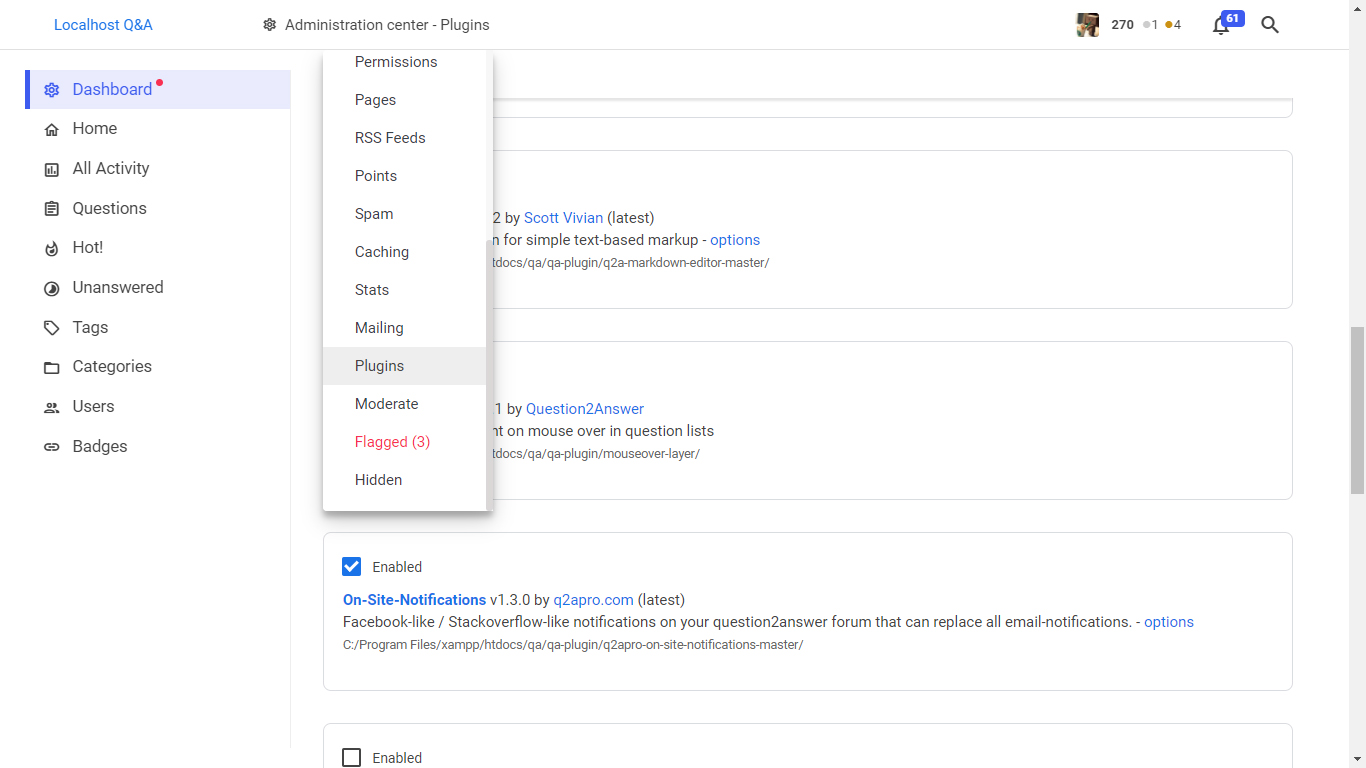 Localhost Q&A
Administration center - Plugins
270
1
4
61
Dashboard
Home
All Activity
Questions
Hot!
Unanswered
Tags
Categories
Users
Badges
Permissions
Pages
RSS Feeds
Points
Spam
Caching
Stats
Mailing
Plugins
Moderate
Flagged (3)
Hidden
2 by Scott Vivian (latest)
n for simple text-based markup - options
tdocs/qa/qa-plugin/q2a-markdown-editor-master/
1 by Question2Answer
nt on mouse over in question lists
tdocs/qa/qa-plugin/mouseover-layer/
Enabled
On-Site-Notifications v1.3.0 by q2apro.com (latest)
Facebook-like / Stackoverflow-like notifications on your question2answer forum that can replace all email-notifications. - options
C:/Program Files/xampp/htdocs/qa/qa-plugin/q2apro-on-site-notifications-master/
Enabled